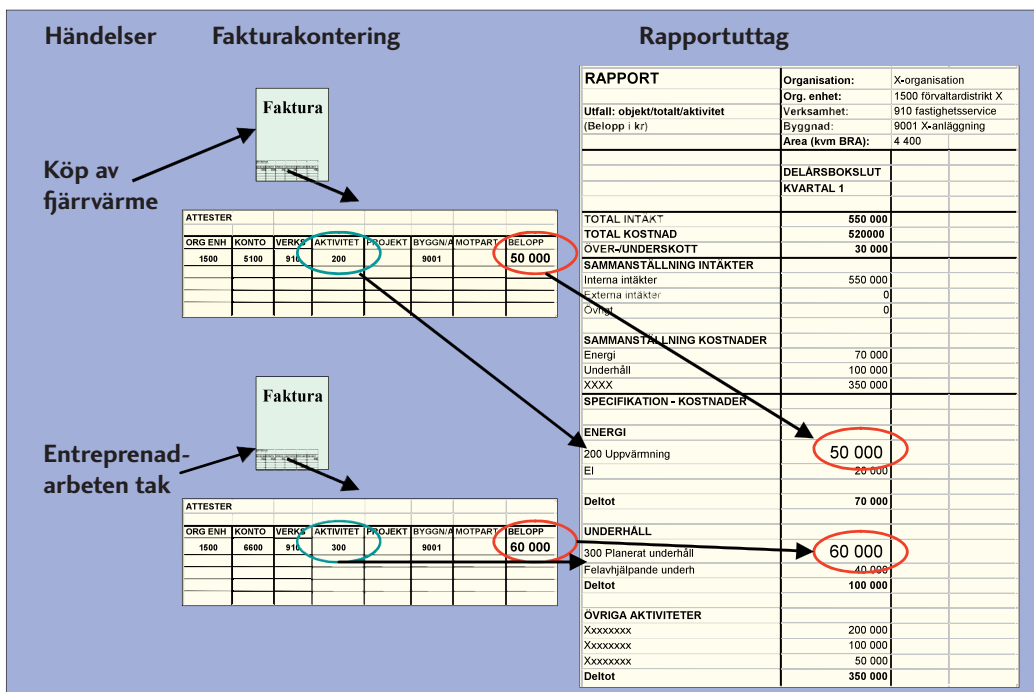 Händelser Fakturakontering Rapportuttag
Faktura
Köp av
fjärrvärme
ATTESTER
ORG ENH KONTO VERKS AKTIVITET PROJEKT BYGGN/A MOTPART BELOPP
1500 5100 910 200 9001 50 000
Faktura
Entreprenad-
arbeten tak
ATTESTER
ORG ENH KONTO VERKS AKTIVITET PROJEKT BYGGN/A MOTPART BELOPP
1500 6600 910 300 9001 60 000
RAPPORT Organisation: X-organisation
Org. enhet: 1500 förvaltardistrikt X
Utfall: objekt/totalt/aktivitet Verksamhet: 910 fastighetsservice
(Belopp i kr) Byggnad: 9001 X-anläggning
Area (kvm BRA): 4 400
DELÅRSBOKSLUT
KVARTAL 1
TOTAL INTÄKT 550 000
TOTAL KOSTNAD 520000
ÖVER-/UNDERSKOTT 30 000
SAMMANSTÄLLNING INTÄKTER
Interna intäkter 550 000
Externa intäkter 0
Övrigt 0
SAMMANSTÄLLNING KOSTNADER
Energi 70 000
Underhåll 100 000
XXXX 350 000
SPECIFIKATION - KOSTNADER
ENERGI
200 Uppvärmning 50 000
El 20 000
Deltot 70 000
UNDERHÅLL
300 Planerat underhåll 60 000
Felavhjälpande underh 40 000
Deltot 100 000
ÖVRIGA AKTIVITETER
Xxxxxxxx 200 000
Xxxxxxxx 100 000
Xxxxxxxx 50 000
Deltot 350 000